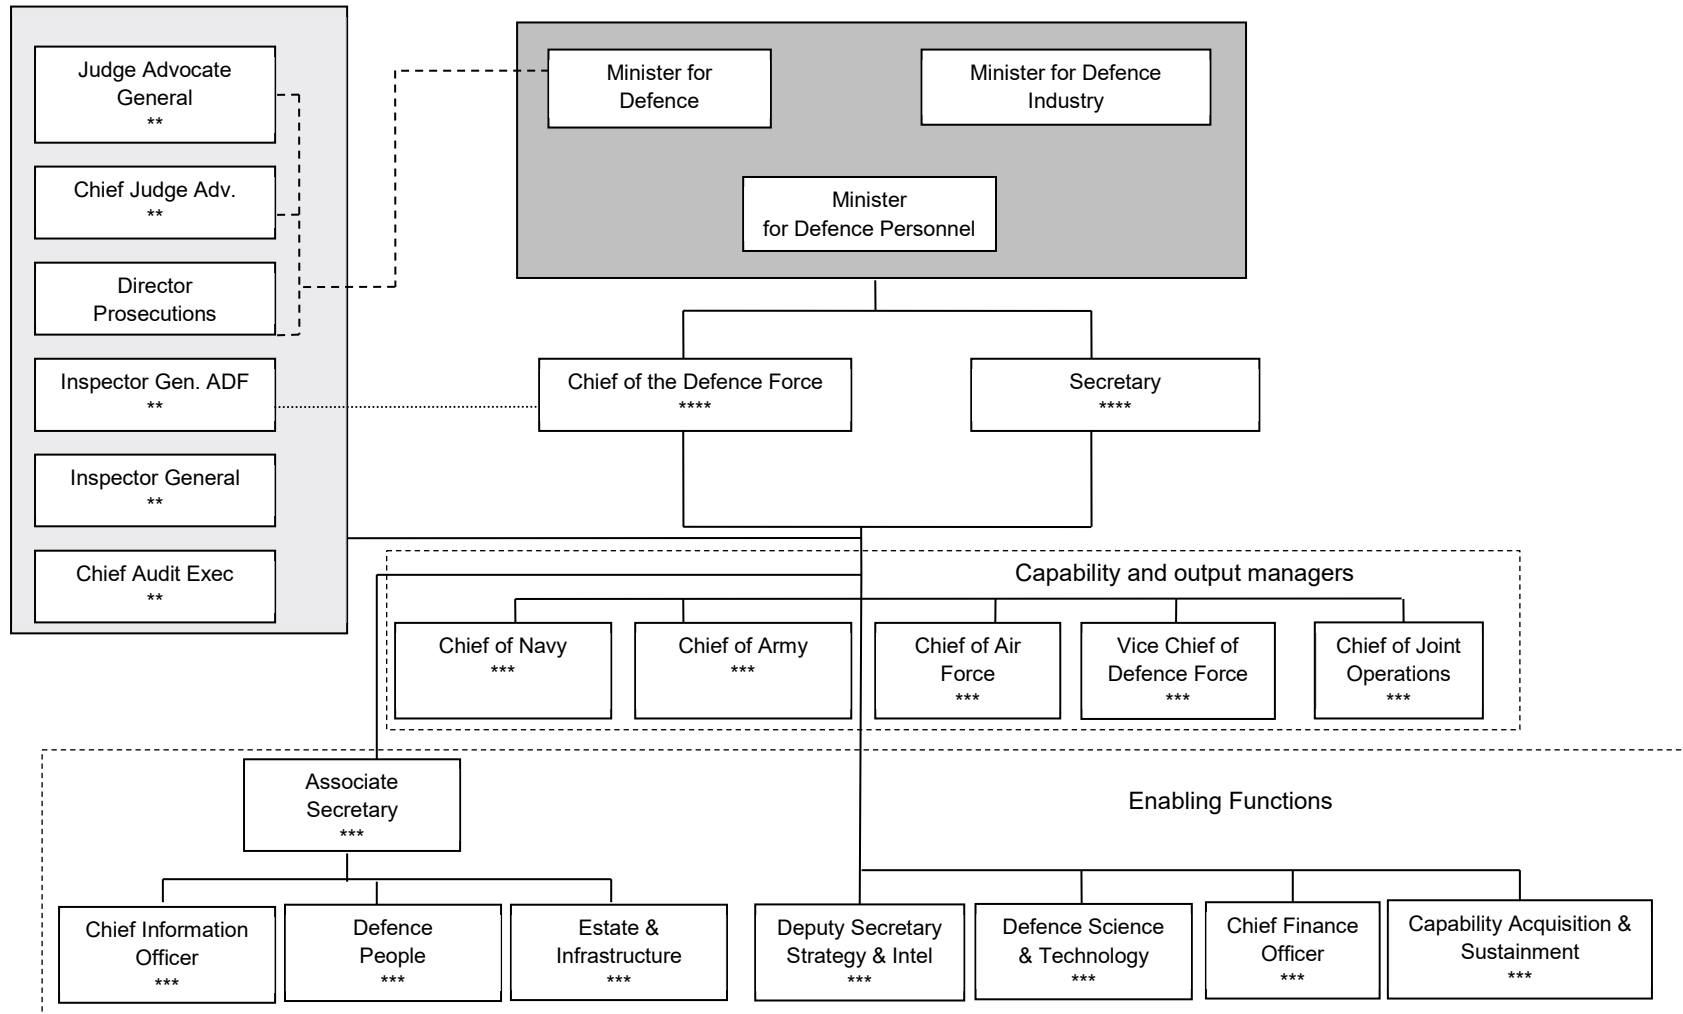 Judge Advocate
General
**
Chief Judge Adv.
**
Director
Prosecutions
Inspector Gen. ADF
**
Inspector General
**
Chief Audit Exec
**
Minister for
Defence
Minister for Defence
Industry
Minister
for Defence Personnel
Chief of the Defence Force
****
Secretary
****
Capability and output managers
Chief of Navy
***
Chief of Army
***
Chief of Air
Force
***
Vice Chief of
Defence Force
***
Chief of Joint
Operations
***
Associate
Secretary
***
Enabling Functions
Chief Information
Officer
***
Defence
People
***
Estate &
Infrastructure
***
Deputy Secretary
Strategy & Intel
***
Defence Science
& Technology
***
Chief Finance
Officer
***
Capability Acquisition &
Sustainment
***